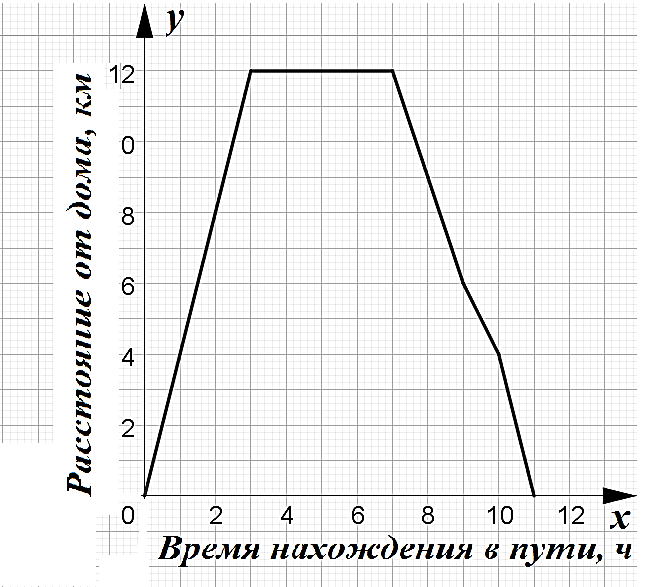 y
12
0
8
6
4
2
0 2 4 6 8 10 12 x
Расстояние от дома, км
Время нахождения в пути, ч